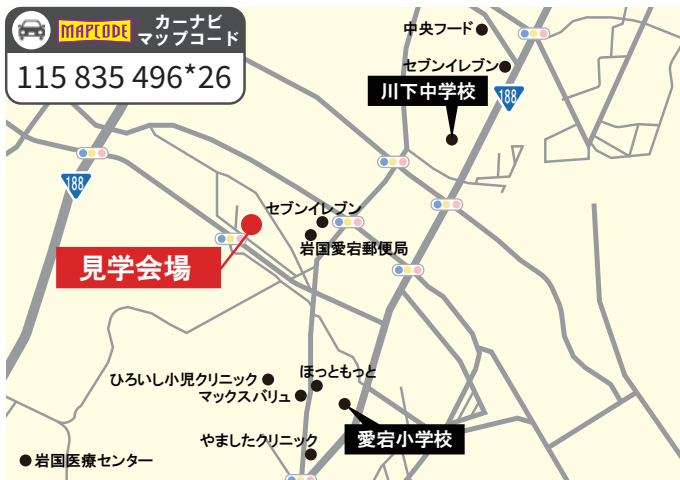 MAPCODE
カーナビ
マップコード
115 835 496*26
中央フード
セブンイレブン
川下中学校
188
188
セブンイレブン
岩国愛宕郵便局
見学会場
ほっともっと
ひろいし小児クリニック
マックスバリュ
愛宕小学校
やましたクリニック
岩国医療センター